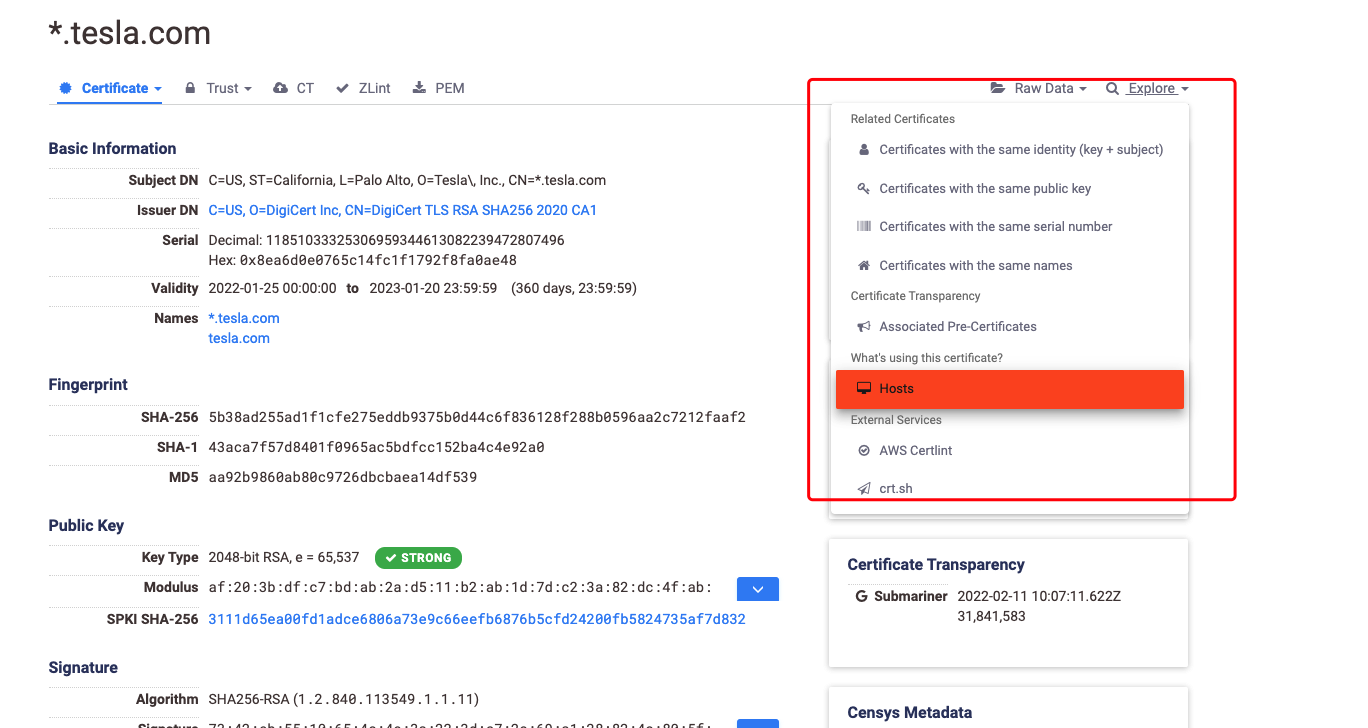 *.tesla.com
Certificate Trust CT ZLint PEM Raw Data Explore
Basic Information
Subject DN C=US, ST=California, L=Palo Alto, O=Tesla\, Inc., CN=*.tesla.com
Issuer DN C=US, O=DigiCert Inc, CN=DigiCert TLS RSA SHA256 2020 CA1
Serial Decimal: 11851033325306959344613082239472807496
Hex: 0x8ea6d0e0765c14fc1f1792f8fa0ae48
Validity 2022-01-25 00:00:00 to 2023-01-20 23:59:59 (360 days, 23:59:59)
Names *.tesla.com
tesla.com
Fingerprint
SHA-256 5b38ad255ad1f1cfe275eddb9375b0d44c6f836128f288b0596aa2c7212faaf2
SHA-1 43aca7f57d8401f0965ac5bdfcc152ba4c4e92a0
MD5 aa92b9860ab80c9726dbcbaea14df539
Public Key
Key Type 2048-bit RSA, e = 65,537 STRONG
Modulus af:20:3b:df:c7:bd:ab:2a:d5:11:b2:ab:1d:7d:c2:3a:82:dc:4f:ab:
SPKI SHA-256 3111d65ea00fd1adce6806a73e9c66eefb6876b5cfd24200fb5824735af7d832
Signature
Algorithm SHA256-RSA (1.2.840.113549.1.1.11)
Related Certificates
Certificates with the same identity (key + subject)
Certificates with the same public key
Certificates with the same serial number
Certificates with the same names
Certificate Transparency
Associated Pre-Certificates
What's using this certificate?
Hosts
External Services
AWS Certlint
crt.sh
Certificate Transparency
Submariner 2022-02-11 10:07:11.622Z
31,841,583
Censys Metadata